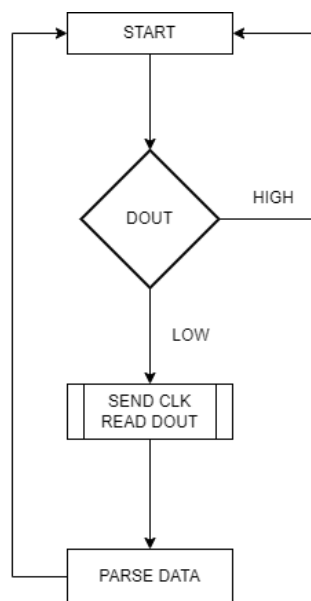 START
DOUT
HIGH
LOW
SEND CLK
READ DOUT
PARSE DATA